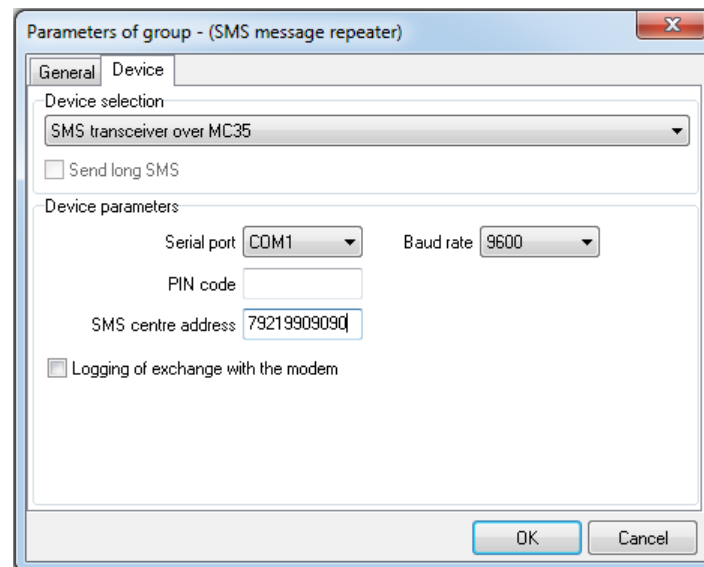 Parameters of group - (SMS message repeater)
General Device
Device selection
SMS transceiver over MC35
Send long SMS
Device parameters
Serial port COM1 Baud rate 9600
PIN code
SMS centre address 79219909090
Logging of exchange with the modem
OK Cancel